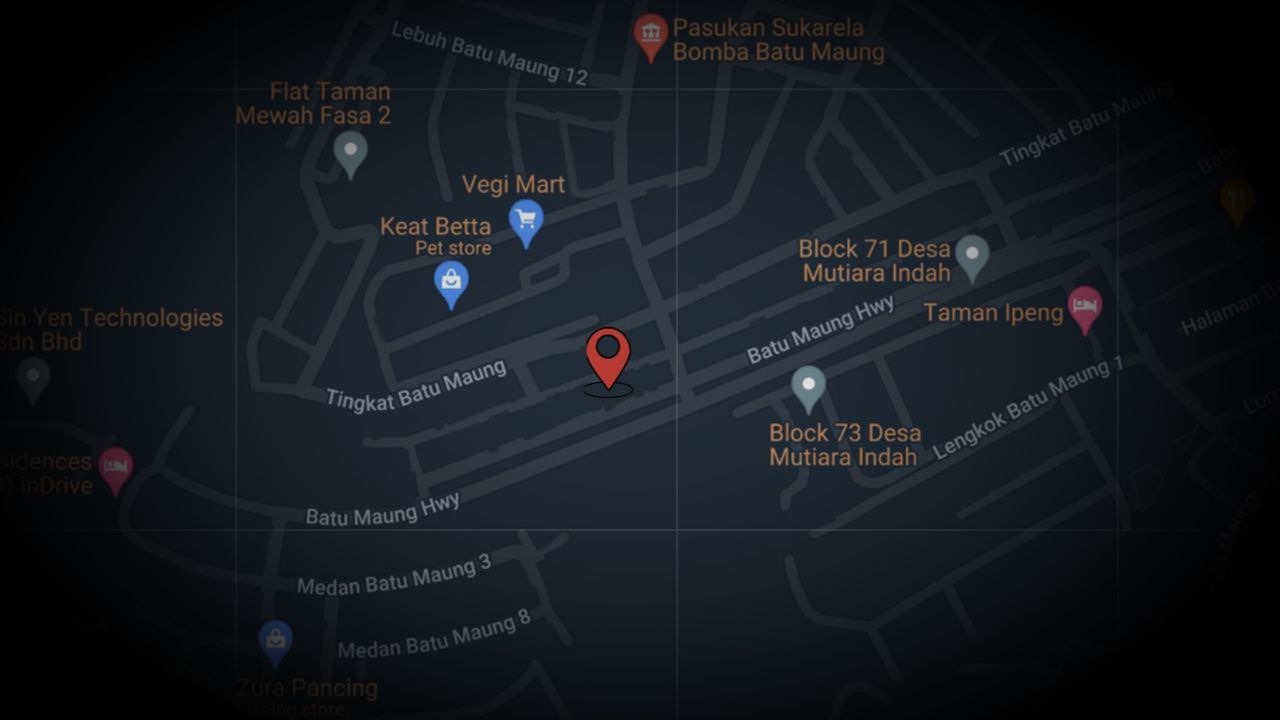 Pasukan Sukarela
Bomba Batu Maung
Lebuh Batu Maung 12
Flat Taman
Mewah Fasa 2
Tingkat Batu Maung
Batu
Vegi Mart
Keat Betta
Pet store
Block 71 Desa
Mutiara Indah
Taman Ipeng
Sin Yen Technologies
Sdn Bhd
Batu Maung Hwy
Halaman B
Tingkat Batu Maung
Lengkok Batu Maung 1
Block 73 Desa
Mutiara Indah
sidences
) inDrive
Batu Maung Hwy
Medan Batu Maung 3
Medan Batu Maung 8
Zura Pancing
Fishing store